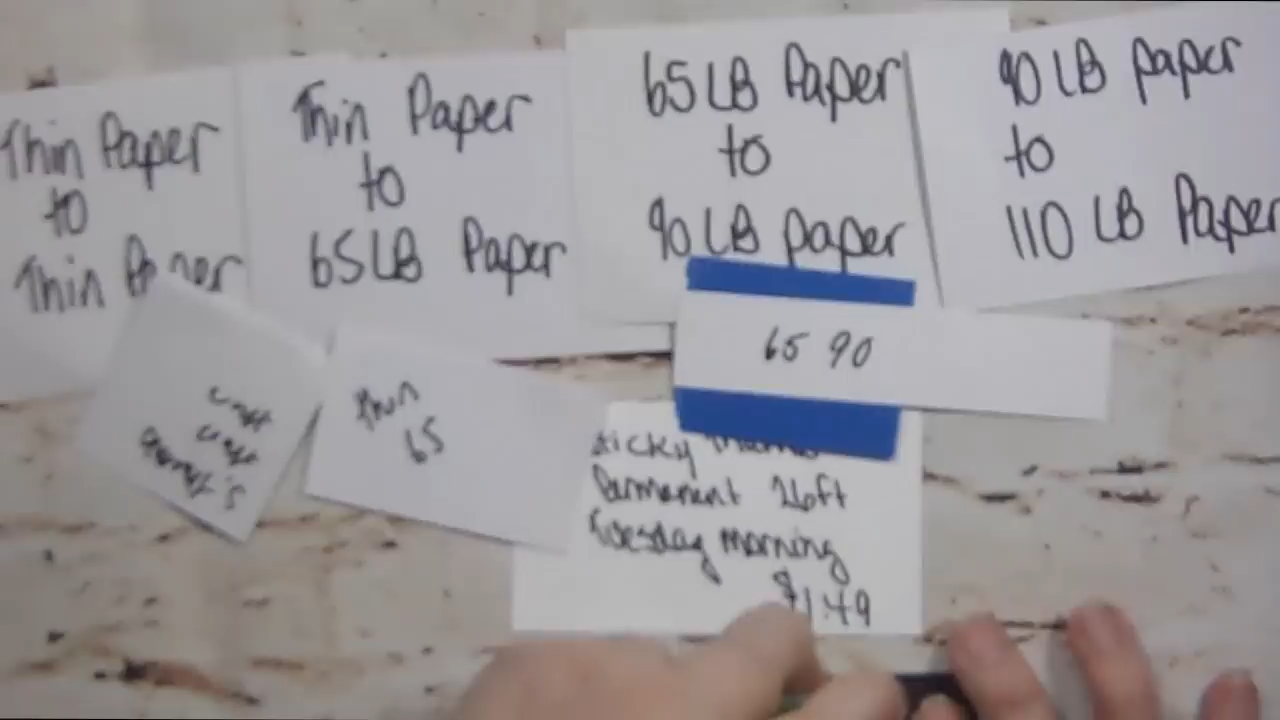 Thin Paper
to
Thin Paper
Thin Paper
to
65LB Paper
65LB Paper
to
90LB paper
90LB paper
to
110 LB Paper
65 90
Thin
65
Permanent 26ft
Tuesday morning
$1.49